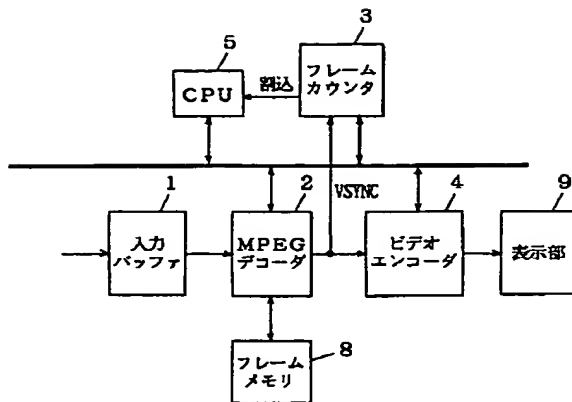 3
5
フレーム
カウンタ
CPU
割込
1
2
VSYNC
4
9
入力
バッファ
MPEG
デコーダ
ビデオ
エンコーダ
表示部
8
フレーム
メモリ